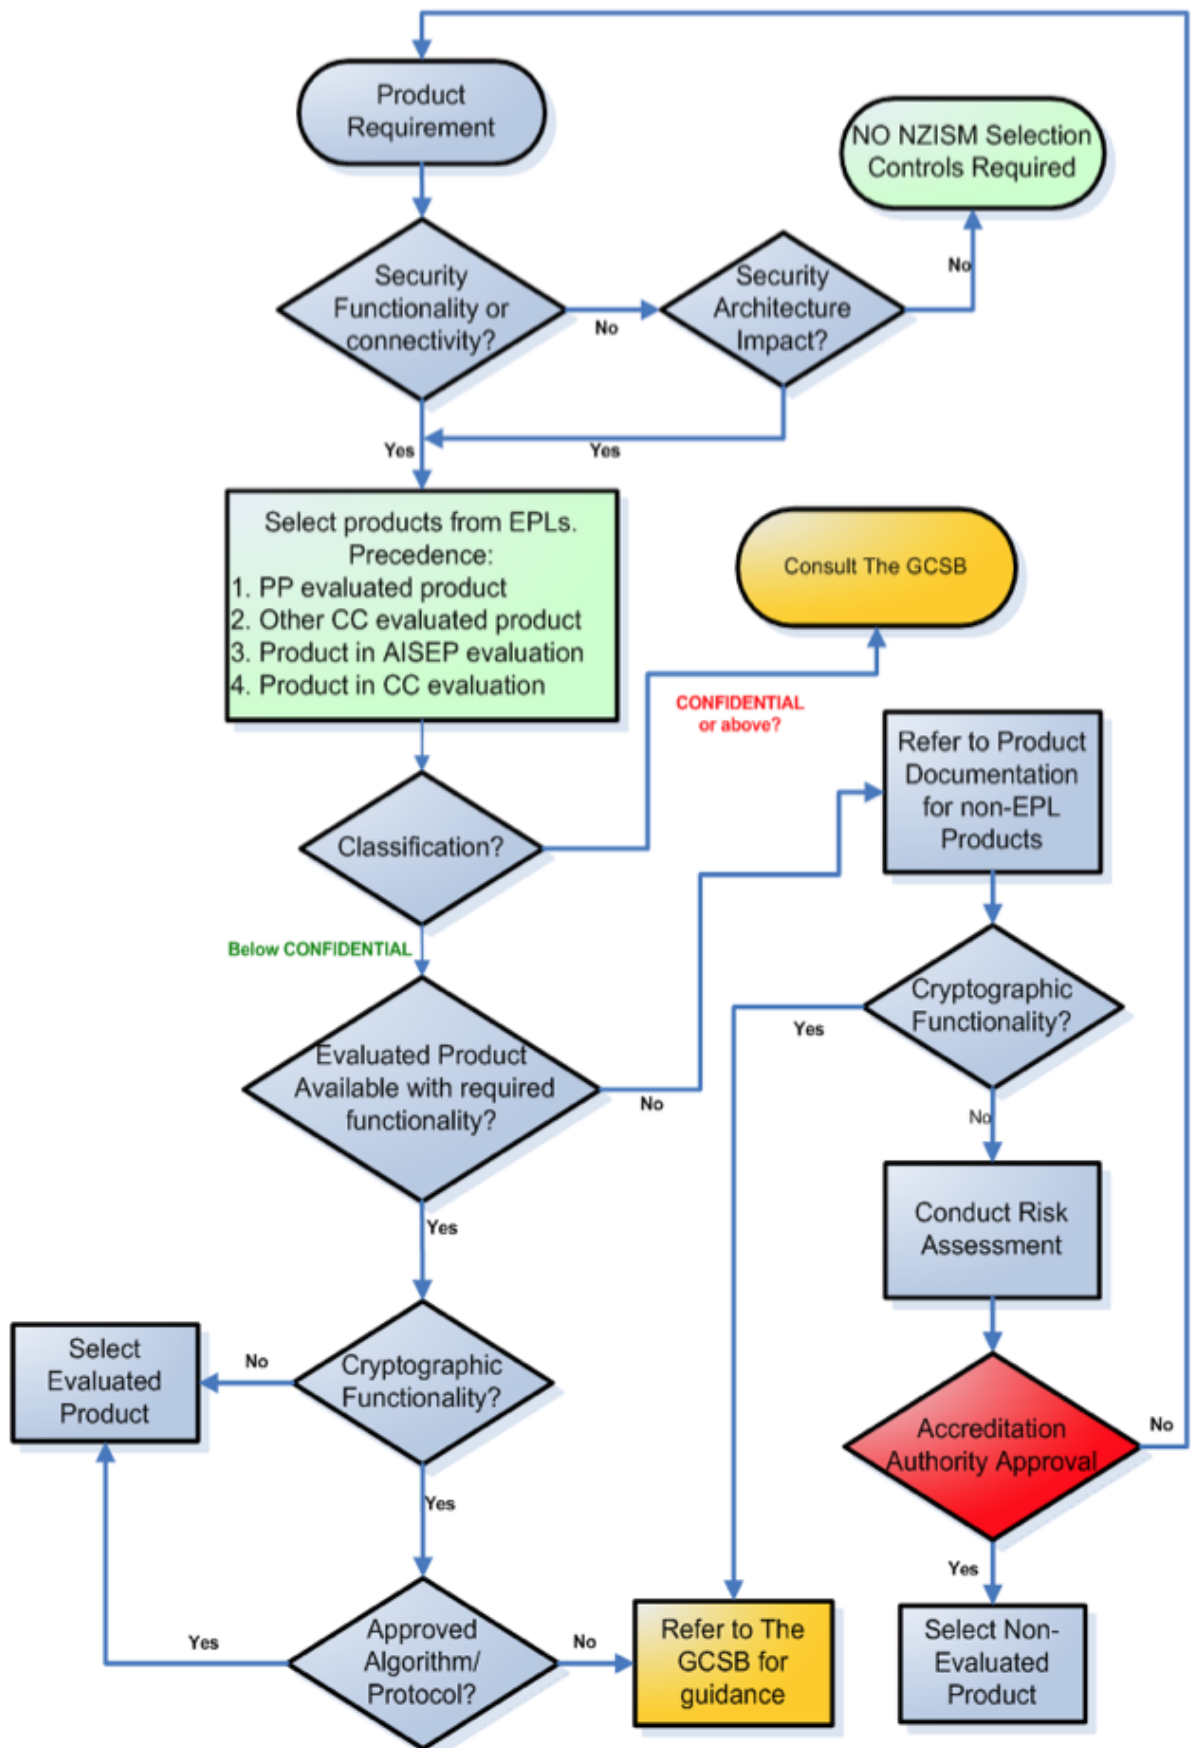 Product
Requirement
NO NZISM Selection
Controls Required
Security
Functionality or
connectivity?
No
Security
Architecture
Impact?
No
Yes
Yes
Select products from EPLs.
Precedence:
1. PP evaluated product
2. Other CC evaluated product
3. Product in AISEP evaluation
4. Product in CC evaluation
Consult The GCSB
CONFIDENTIAL
or above?
Refer to Product
Documentation
for non-EPL
Products
Classification?
Below CONFIDENTIAL
Cryptographic
Functionality?
Yes
No
Evaluated Product
Available with required
functionality?
No
Yes
Conduct Risk
Assessment
Select
Evaluated
Product
No
Cryptographic
Functionality?
Yes
Accreditation
Authority Approval
No
Yes
Approved
Algorithm/
Protocol?
Yes
No
Refer to The
GCSB for
guidance
Select Non-
Evaluated
Product